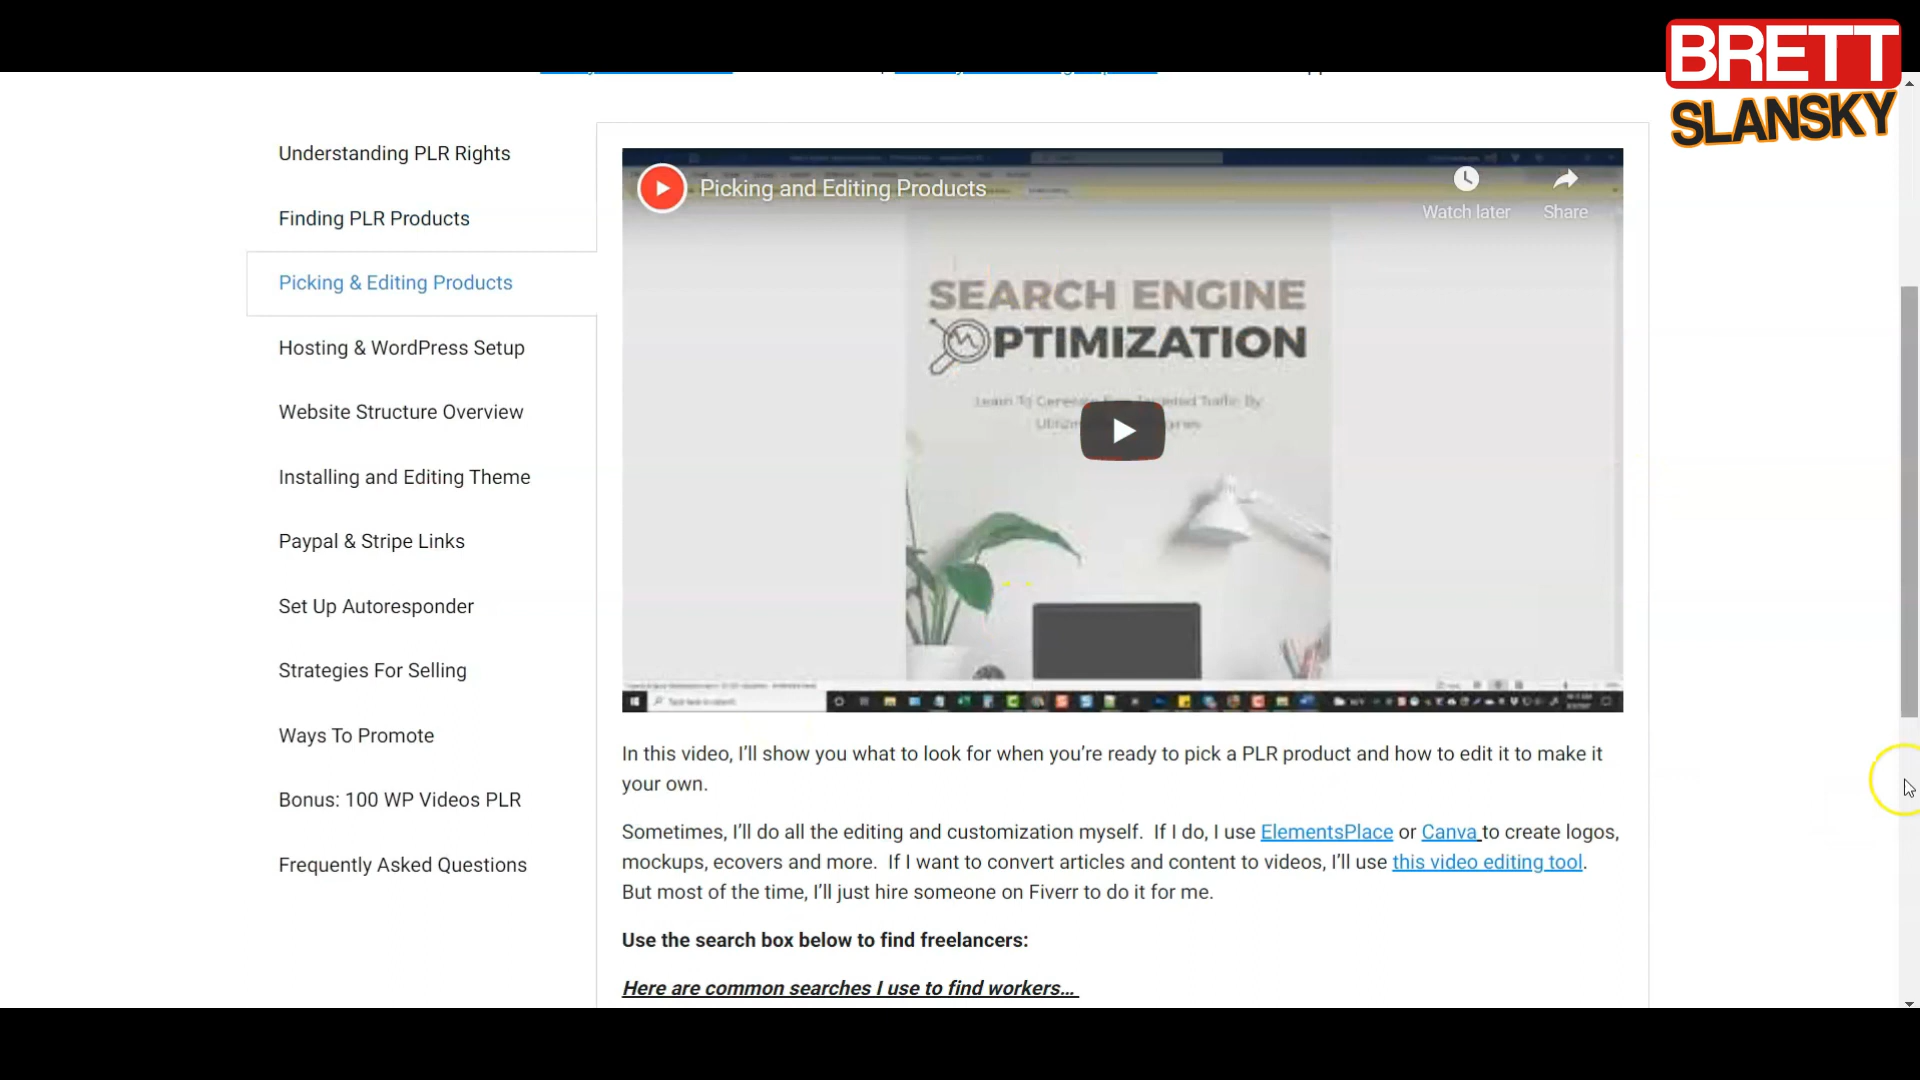 BRETT
SLANSKY
Understanding PLR Rights
Finding PLR Products
Picking & Editing Products
Hosting & WordPress Setup
Website Structure Overview
Installing and Editing Theme
Paypal & Stripe Links
Set Up Autoresponder
Strategies For Selling
Ways To Promote
Bonus: 100 WP Videos PLR
Frequently Asked Questions
Picking and Editing Products
Watch later
Share
SEARCH ENGINE
OPTIMIZATION
In this video, I’ll show you what to look for when you’re ready to pick a PLR product and how to edit it to make it
your own.
Sometimes, I’ll do all the editing and customization myself. If I do, I use ElementsPlace or Canva to create logos,
mockups, ecovers and more. If I want to convert articles and content to videos, I’ll use this video editing tool.
But most of the time, I’ll just hire someone on Fiverr to do it for me.
Use the search box below to find freelancers:
Here are common searches I use to find workers…